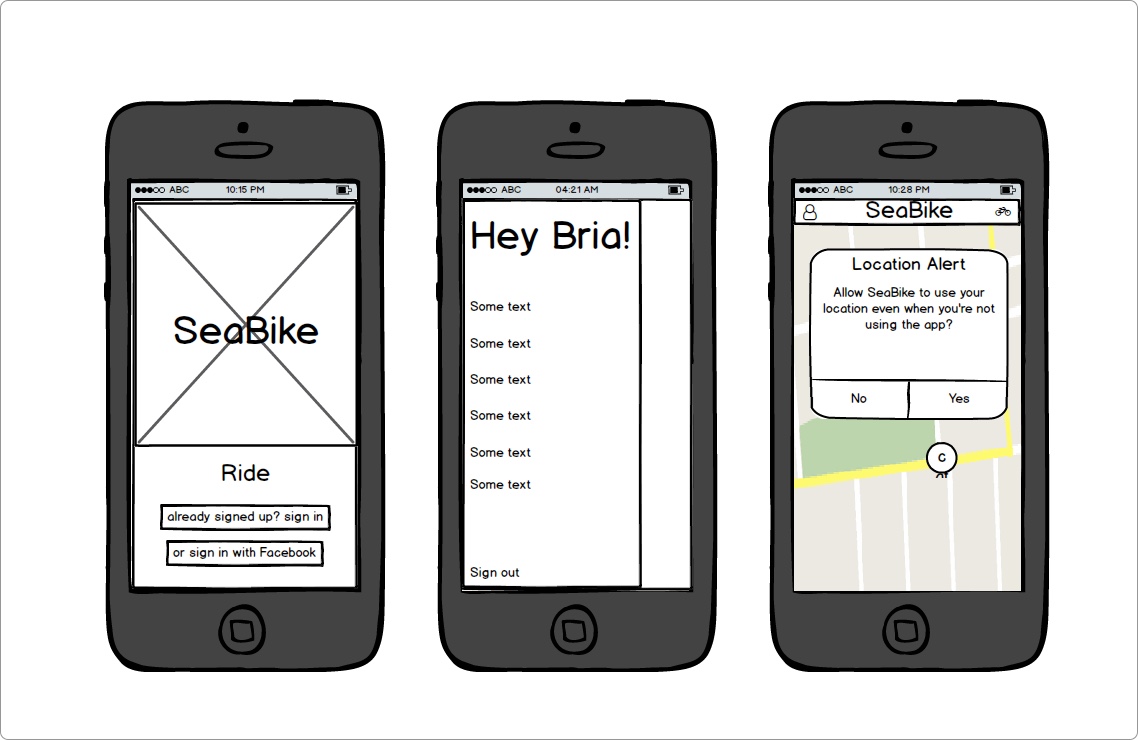 ABC 10:15 PM
SeaBike
Ride
already signed up? sign in
or sign in with Facebook
ABC 04:21 AM
Hey Bria!
Some text
Some text
Some text
Some text
Some text
Some text
Sign out
ABC 10:28 PM
SeaBike
Location Alert
Allow SeaBike to use your
location even when you're not
using the app?
No Yes
C